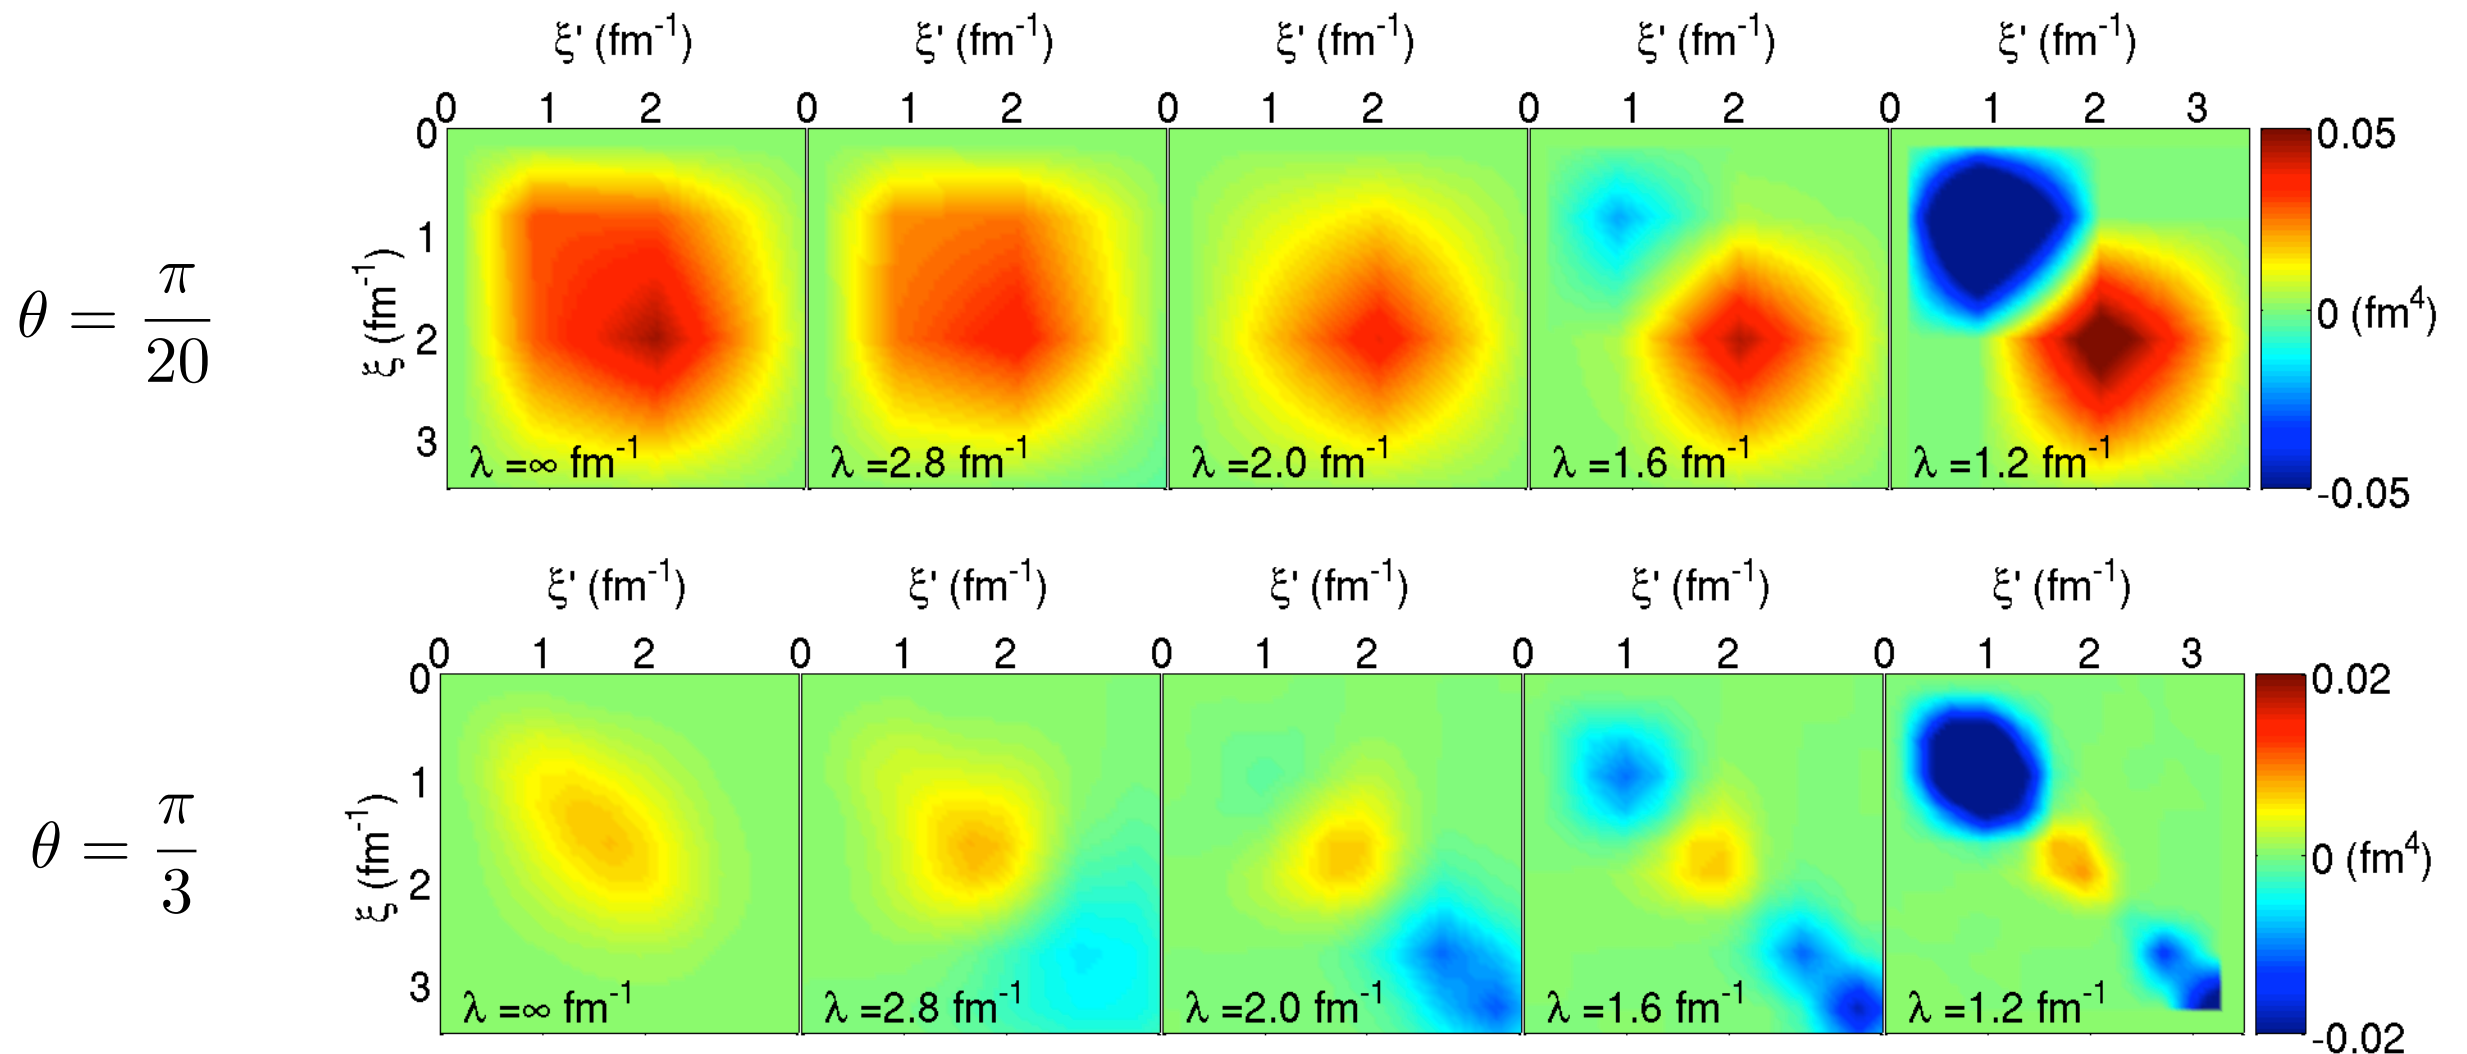 ξ' (fm⁻¹) ξ' (fm⁻¹) ξ' (fm⁻¹) ξ' (fm⁻¹) ξ' (fm⁻¹)
0 1 2 0 1 2 0 1 2 0 1 2 0 1 2 3
θ = π/20
ξ (fm⁻¹)
0
1
2
3
λ =∞ fm⁻¹ λ =2.8 fm⁻¹ λ =2.0 fm⁻¹ λ =1.6 fm⁻¹ λ =1.2 fm⁻¹
0.05
0 (fm⁴)
-0.05
ξ' (fm⁻¹) ξ' (fm⁻¹) ξ' (fm⁻¹) ξ' (fm⁻¹) ξ' (fm⁻¹)
0 1 2 0 1 2 0 1 2 0 1 2 0 1 2 3
θ = π/3
ξ (fm⁻¹)
0
1
2
3
λ =∞ fm⁻¹ λ =2.8 fm⁻¹ λ =2.0 fm⁻¹ λ =1.6 fm⁻¹ λ =1.2 fm⁻¹
0.02
0 (fm⁴)
-0.02